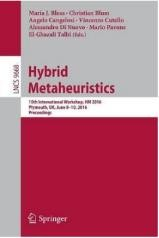 Maria J. Blesa · Christian Blum
Angelo Cangelosi · Vincenzo Cutello
Alessandro Di Nuovo · Mario Pavone
El-Ghazali Talbi (Eds.)
LNCS 9668
Hybrid
Metaheuristics
10th International Workshop, HM 2016
Plymouth, UK, June 8–10, 2016
Proceedings
Springer